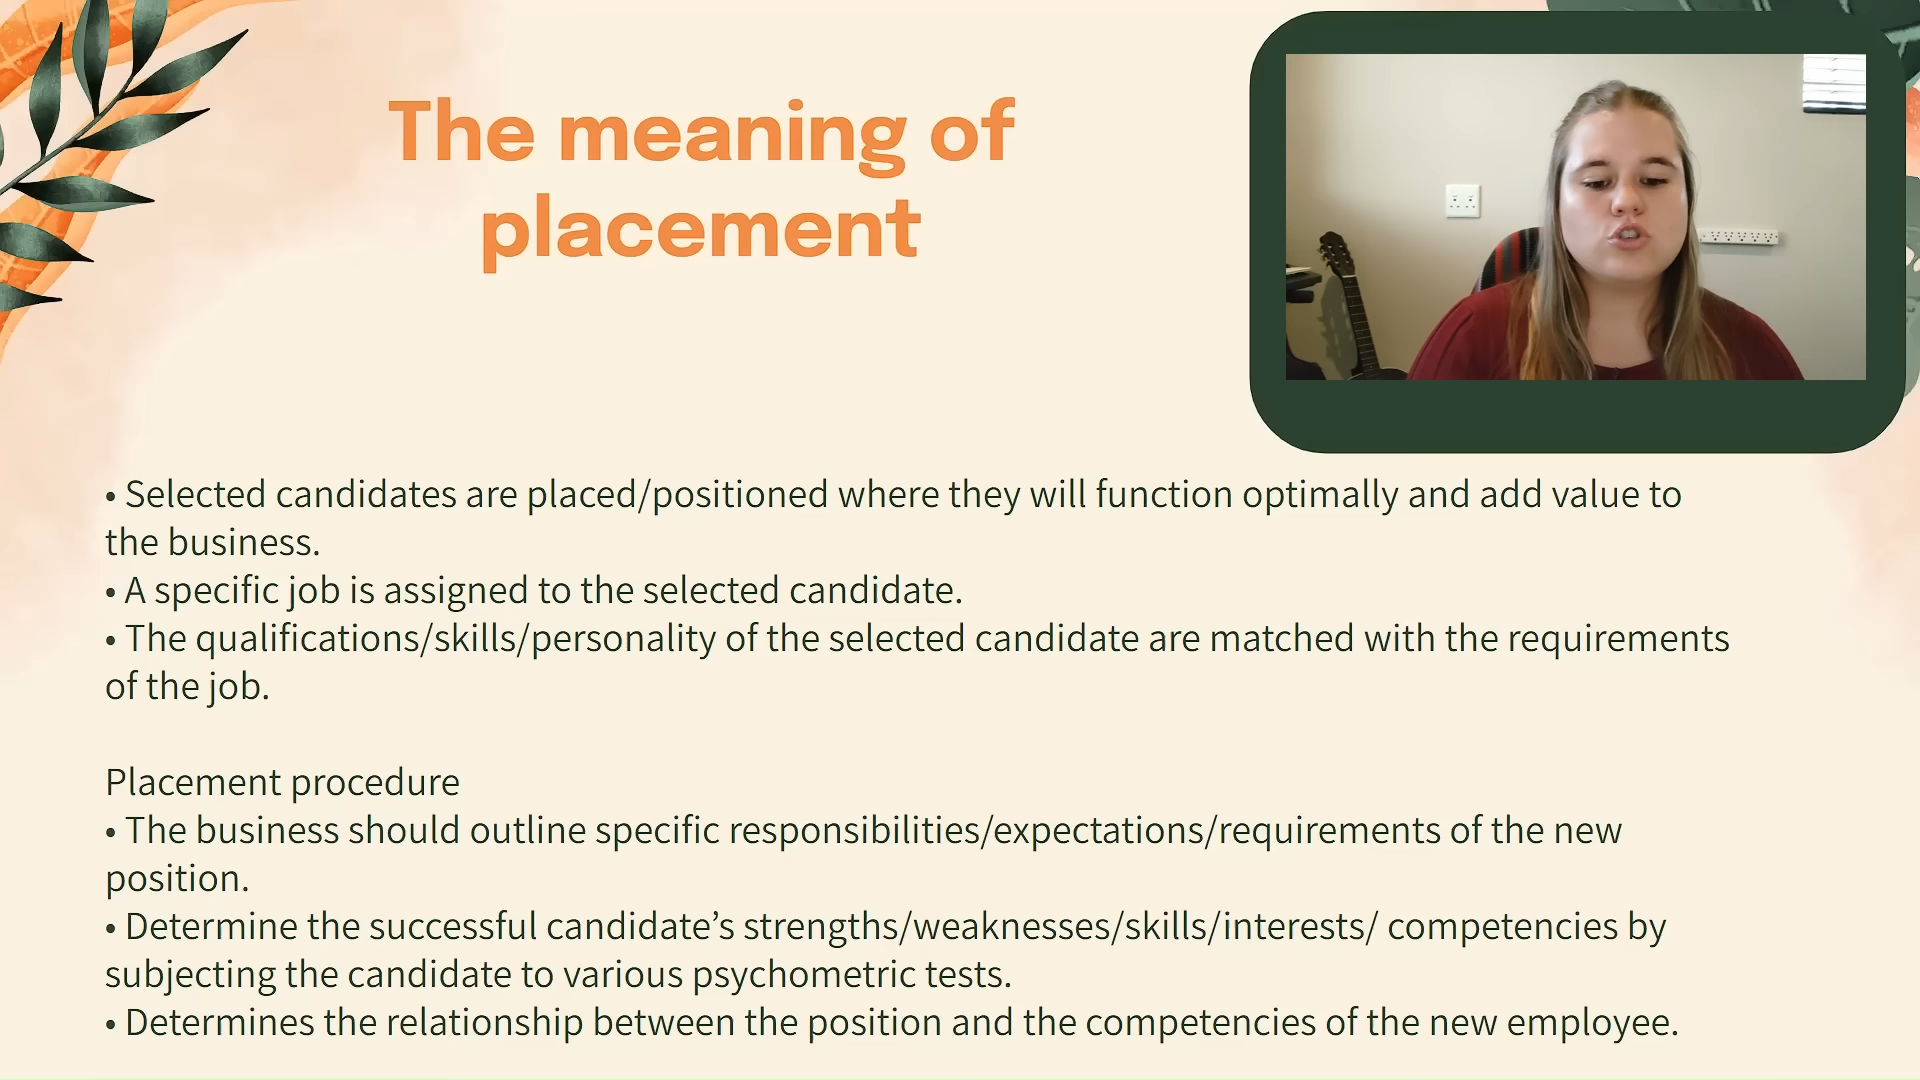 The meaning of
placement
• Selected candidates are placed/positioned where they will function optimally and add value to
the business.
• A specific job is assigned to the selected candidate.
• The qualifications/skills/personality of the selected candidate are matched with the requirements
of the job.
Placement procedure
• The business should outline specific responsibilities/expectations/requirements of the new
position.
• Determine the successful candidate’s strengths/weaknesses/skills/interests/ competencies by
subjecting the candidate to various psychometric tests.
• Determines the relationship between the position and the competencies of the new employee.